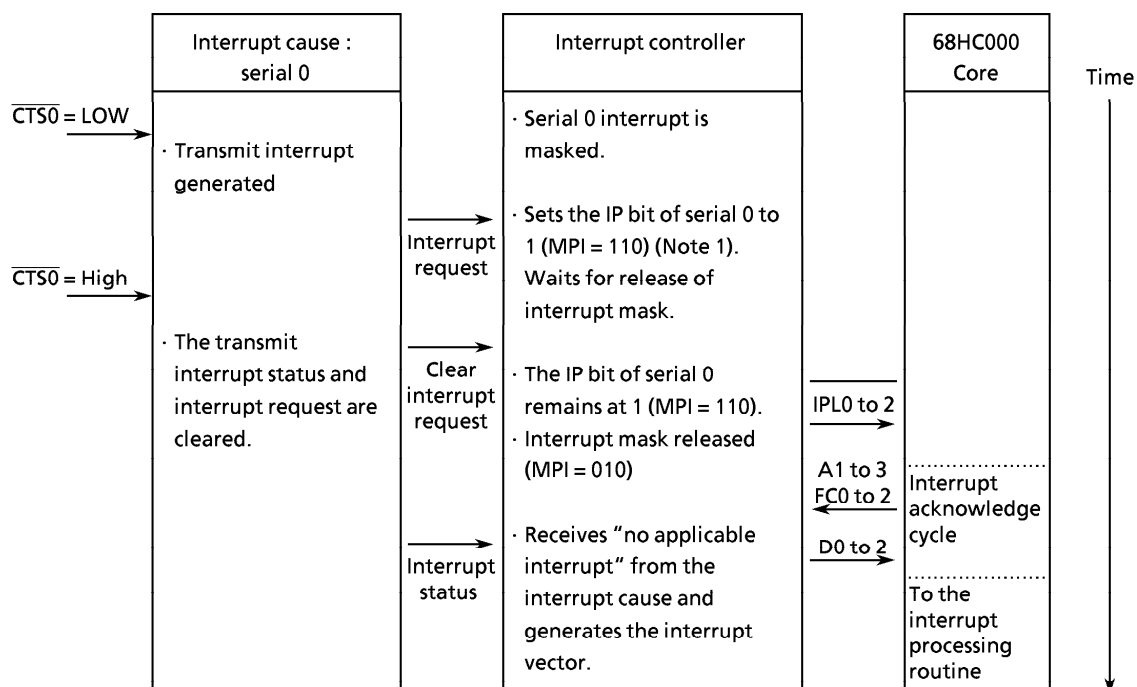 Interrupt cause :
serial 0
Interrupt controller
68HC000
Core
Time
CTS0 = LOW
· Transmit interrupt
generated
· Serial 0 interrupt is
masked.
Interrupt
request
· Sets the IP bit of serial 0 to
1 (MPI = 110) (Note 1).
Waits for release of
interrupt mask.
CTS0 = High
· The transmit
interrupt status and
interrupt request are
cleared.
Clear
interrupt
request
· The IP bit of serial 0
remains at 1 (MPI = 110).
· Interrupt mask released
(MPI = 010)
IPL0 to 2
A1 to 3
FC0 to 2
Interrupt
acknowledge
cycle
Interrupt
status
· Receives “no applicable
interrupt” from the
interrupt cause and
generates the interrupt
vector.
D0 to 2
To the
interrupt
processing
routine